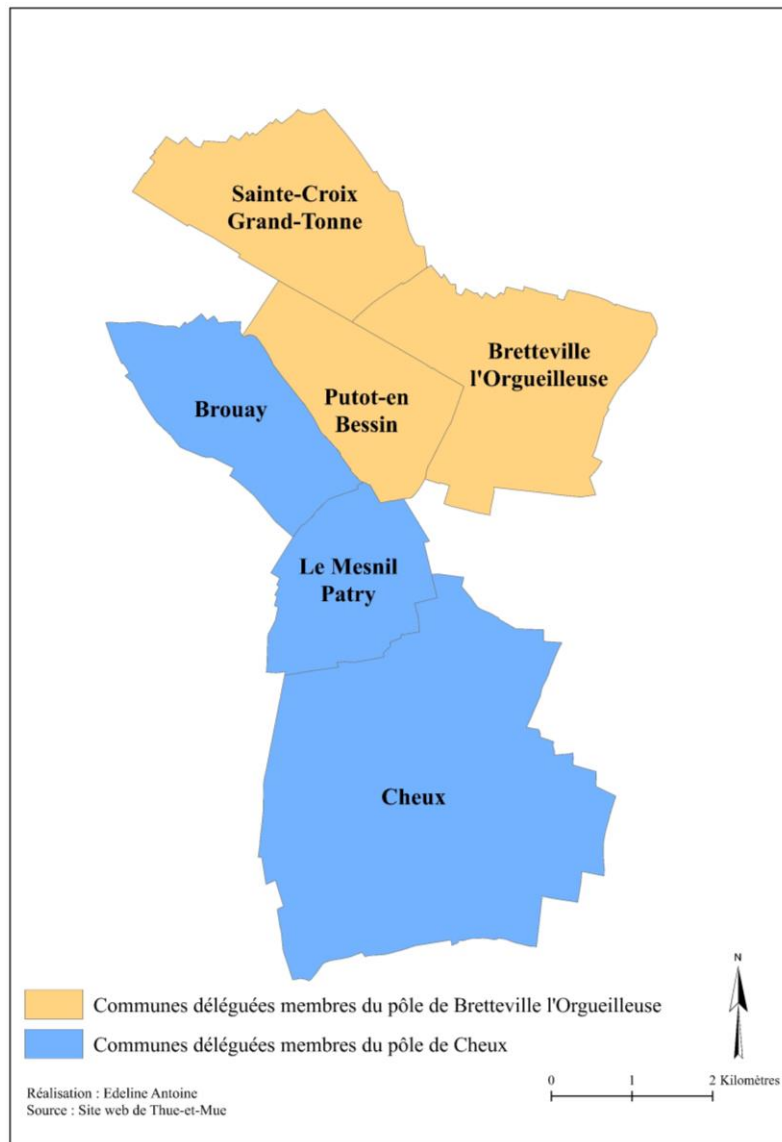 Sainte-Croix
Grand-Tonne
Bretteville
l'Orgueilleuse
Putot-en
Bessin
Brouay
Le Mesnil
Patry
Cheux
N
Communes déléguées membres du pôle de Bretteville l'Orgueilleuse
Communes déléguées membres du pôle de Cheux
0 1 2 Kilomètres
Réalisation : Edeline Antoine
Source : Site web de Thue-et-Mue